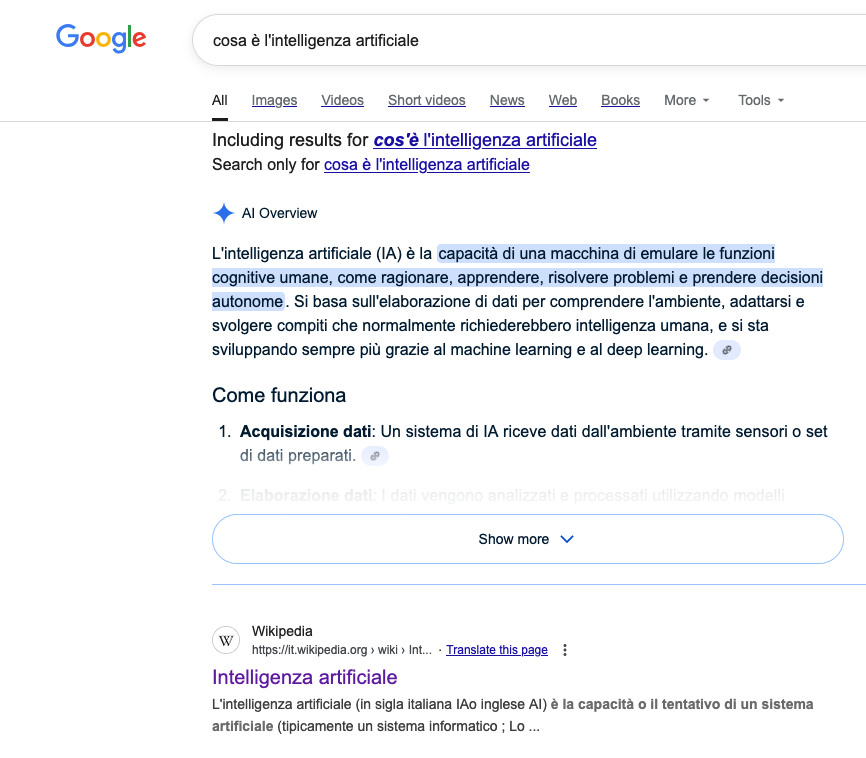 Google
cosa è l'intelligenza artificiale
All Images Videos Short videos News Web Books More Tools
Including results for cos'è l'intelligenza artificiale
Search only for cosa è l'intelligenza artificiale
AI Overview
L'intelligenza artificiale (IA) è la capacità di una macchina di emulare le funzioni
cognitive umane, come ragionare, apprendere, risolvere problemi e prendere decisioni
autonome. Si basa sull'elaborazione di dati per comprendere l'ambiente, adattarsi e
svolgere compiti che normalmente richiederebbero intelligenza umana, e si sta
sviluppando sempre più grazie al machine learning e al deep learning.
Come funziona
1. Acquisizione dati: Un sistema di IA riceve dati dall'ambiente tramite sensori o set
di dati preparati.
2. Elaborazione dati: I dati vengono analizzati e processati utilizzando modelli
Show more
W
Wikipedia
https://it.wikipedia.org › wiki › Int... · Translate this page
Intelligenza artificiale
L'intelligenza artificiale (in sigla italiana IAo inglese AI) è la capacità o il tentativo di un sistema
artificiale (tipicamente un sistema informatico ; Lo ...